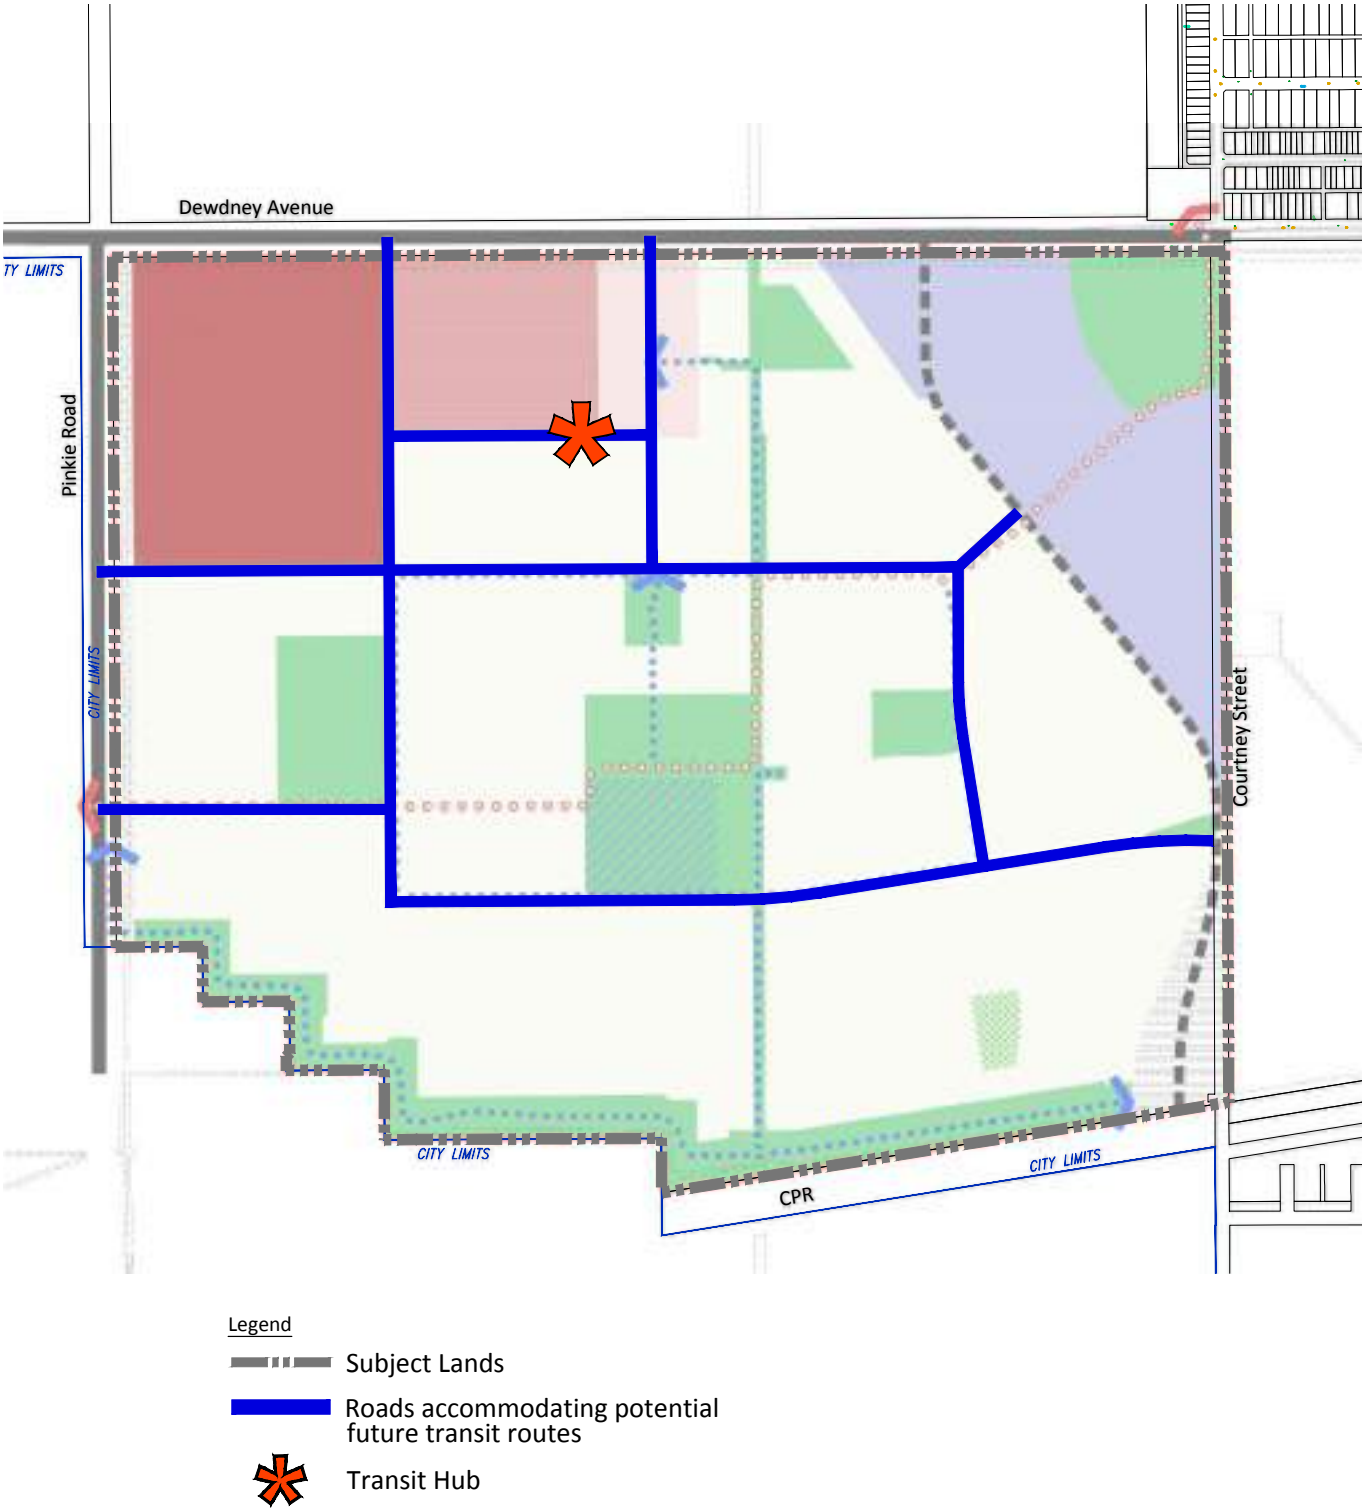 Dewdney Avenue
TY LIMITS
Pinkie Road
CITY LIMITS
Courtney Street
CITY LIMITS
CITY LIMITS
CPR
Legend
Subject Lands
Roads accommodating potential
future transit routes
Transit Hub